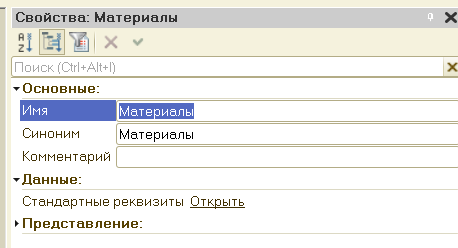 Свойства: Материалы
Поиск (Ctrl+Alt+I)
Основные:
Имя Материалы
Синоним Материалы
Комментарий
Данные:
Стандартные реквизиты Открыть
Представление: